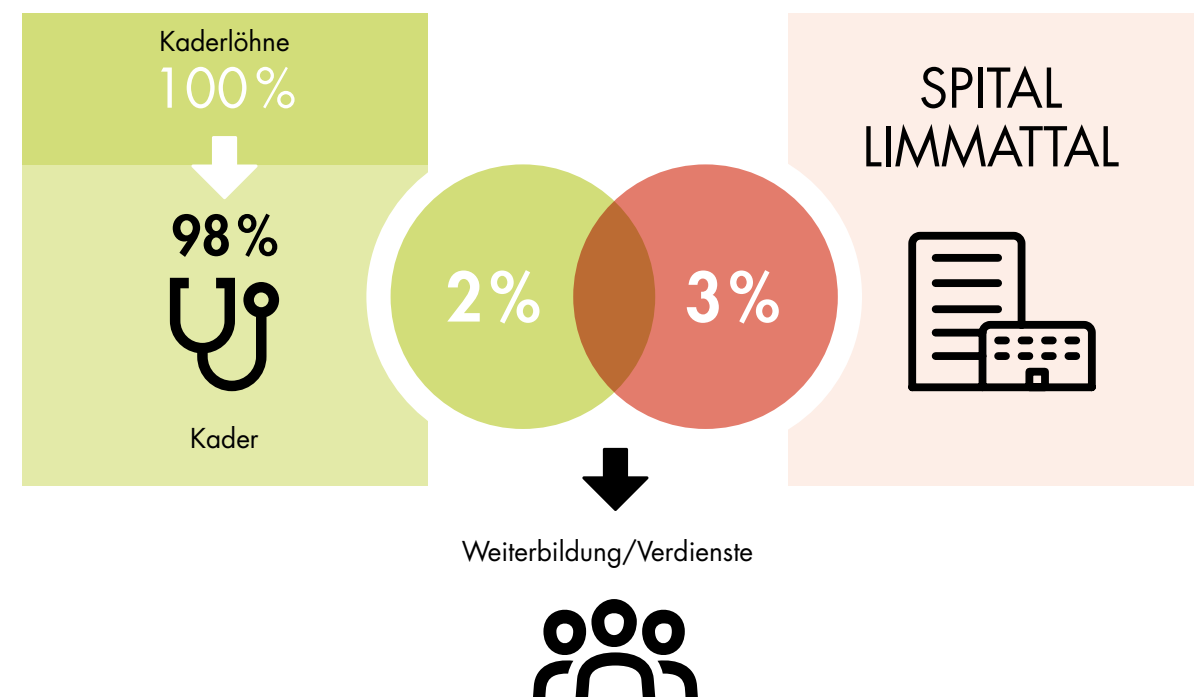 Kaderlöhne
100 %
98 %
Kader
2 %
3 %
SPITAL
LIMMATTAL
Weiterbildung/Verdienste